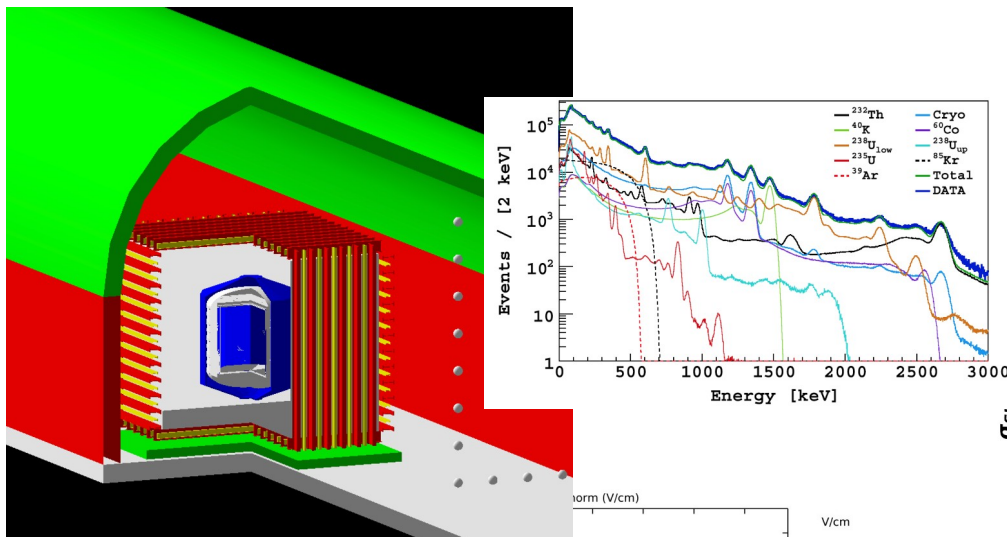 10⁵
10⁴
10³
10²
10
1
Events / [2 keV]
²³²Th
Cryo
⁴⁰K
⁶⁰Co
²³⁸U_low
²³⁸U_up
²³⁵U
⁸⁵Kr
³⁹Ar
Total
DATA
500 1000 1500 2000 2500 3000
Energy [keV]
norm (V/cm)
V/cm